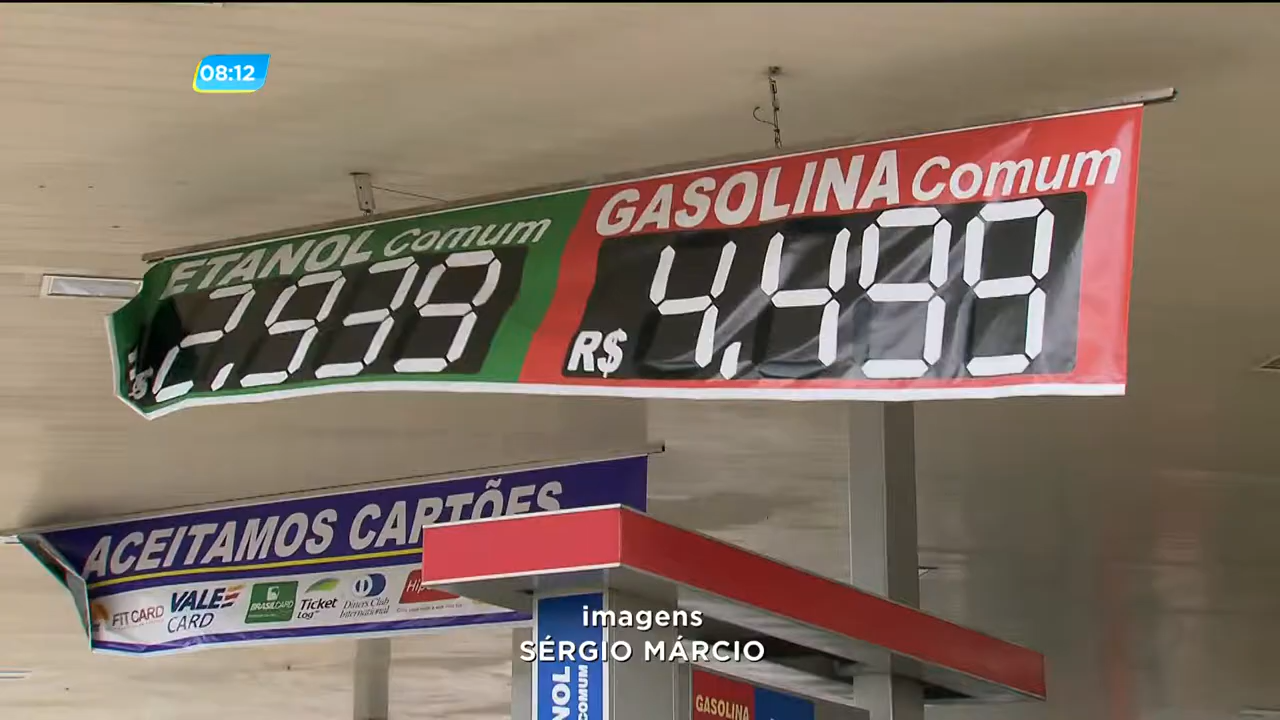 08:12
ETANOL Comum
R$ 2,939
GASOLINA Comum
R$ 4,499
ACEITAMOS CARTÕES
FIT CARD
VALE CARD
BRASILCARD
Ticket Log
Diners Club International
Hip
imagens
SÉRGIO MÁRCIO
NOL
COMUM
GASOLINA